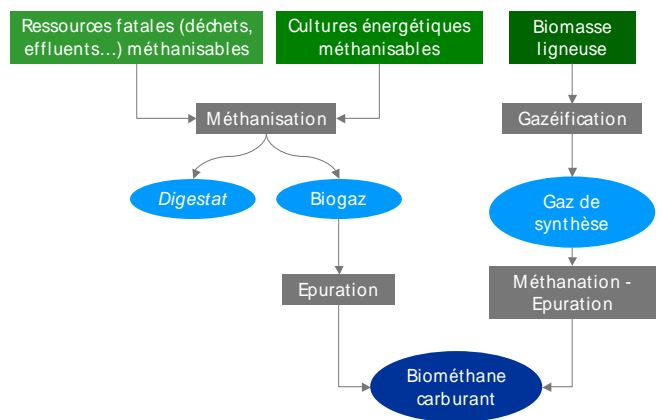 Ressources fatales (déchets,
effluents…) méthanisables
Cultures énergétiques
méthanisables
Biomasse
ligneuse
Méthanisation
Gazéification
Digestat
Biogaz
Gaz de
synthèse
Epuration
Méthanation -
Epuration
Biométhane
carburant